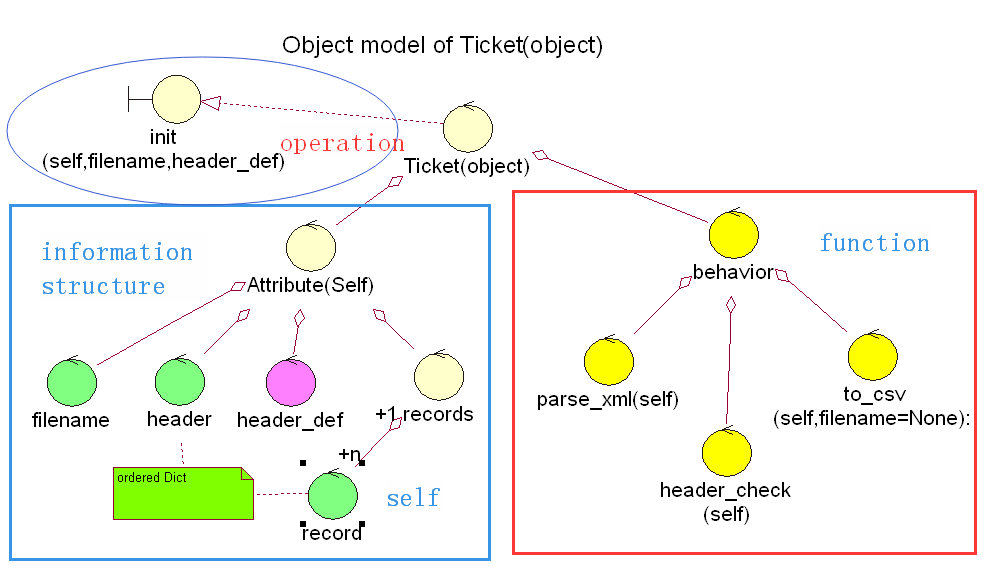 Object model of Ticket(object)
init
(self,filename,header_def)
operation
Ticket(object)
information
structure
Attribute(Self)
function
behavior
filename
header
header_def
+1 records
parse_xml(self)
to_csv
(self,filename=None):
+n
ordered Dict
self
record
header_check
(self)